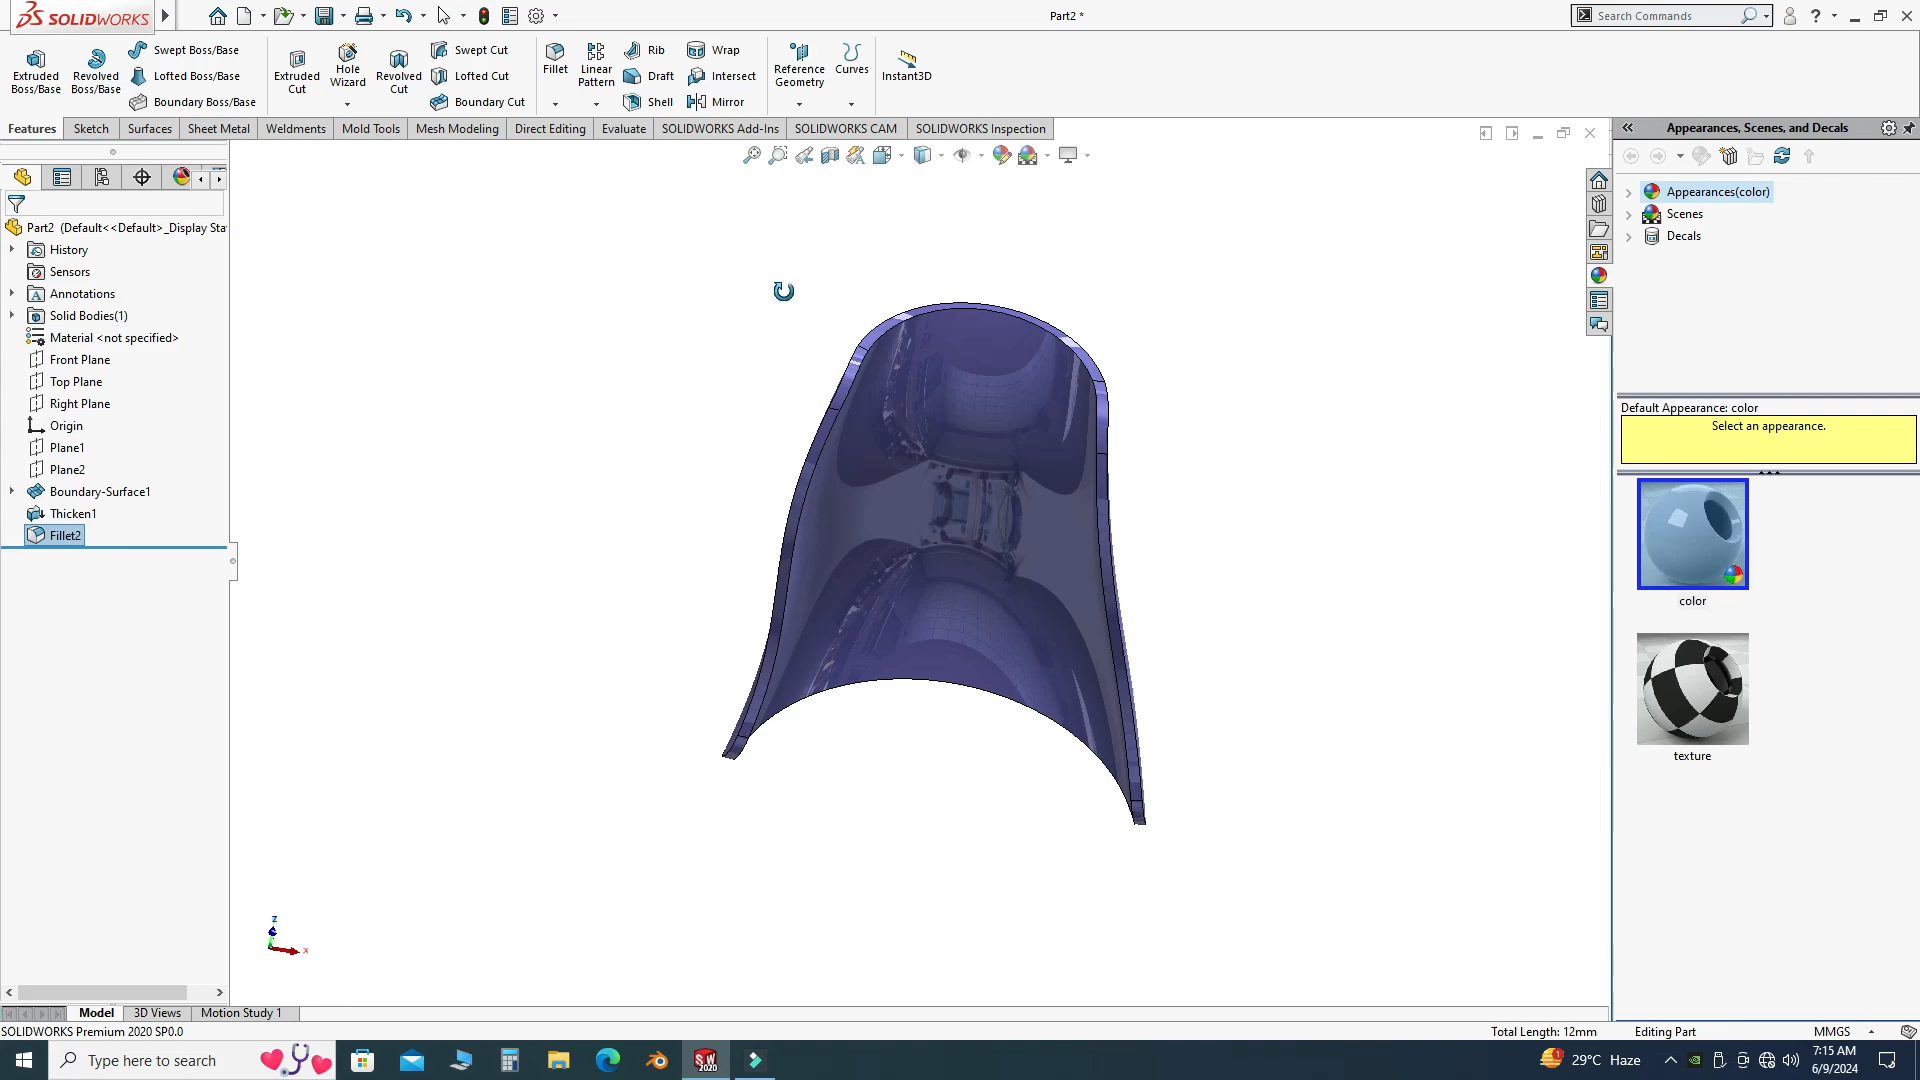 SOLIDWORKS
Part2 *
Search Commands
Extruded Boss/Base
Revolved Boss/Base
Swept Boss/Base
Lofted Boss/Base
Boundary Boss/Base
Extruded Cut
Hole Wizard
Revolved Cut
Swept Cut
Lofted Cut
Boundary Cut
Fillet
Linear Pattern
Rib
Draft
Shell
Wrap
Intersect
Mirror
Reference Geometry
Curves
Instant3D
Features
Sketch
Surfaces
Sheet Metal
Weldments
Mold Tools
Mesh Modeling
Direct Editing
Evaluate
SOLIDWORKS Add-Ins
SOLIDWORKS CAM
SOLIDWORKS Inspection
Part2 (Default<<Default>_Display Sta
History
Sensors
Annotations
Solid Bodies(1)
Material <not specified>
Front Plane
Top Plane
Right Plane
Origin
Plane1
Plane2
Boundary-Surface1
Thicken1
Fillet2
z
x
Appearances, Scenes, and Decals
Appearances(color)
Scenes
Decals
Default Appearance: color
Select an appearance.
color
texture
Model
3D Views
Motion Study 1
SOLIDWORKS Premium 2020 SP0.0
Total Length: 12mm
Editing Part
MMGS
Type here to search
SW
2020
29°C Haze
7:15 AM
6/9/2024